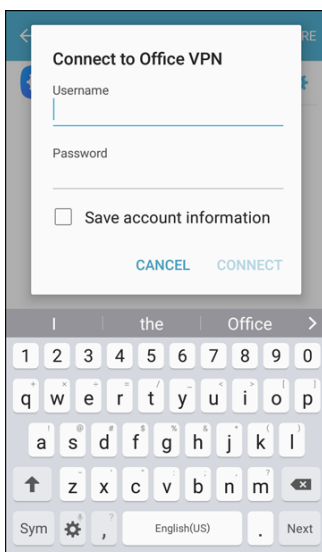 RE
Connect to Office VPN
Username
Password
Save account information
CANCEL CONNECT
I the Office >
1 2 3 4 5 6 7 8 9 0
q w e r t y u i o p
a s d f g h j k l
z x c v b n m
Sym , English(US) . Next